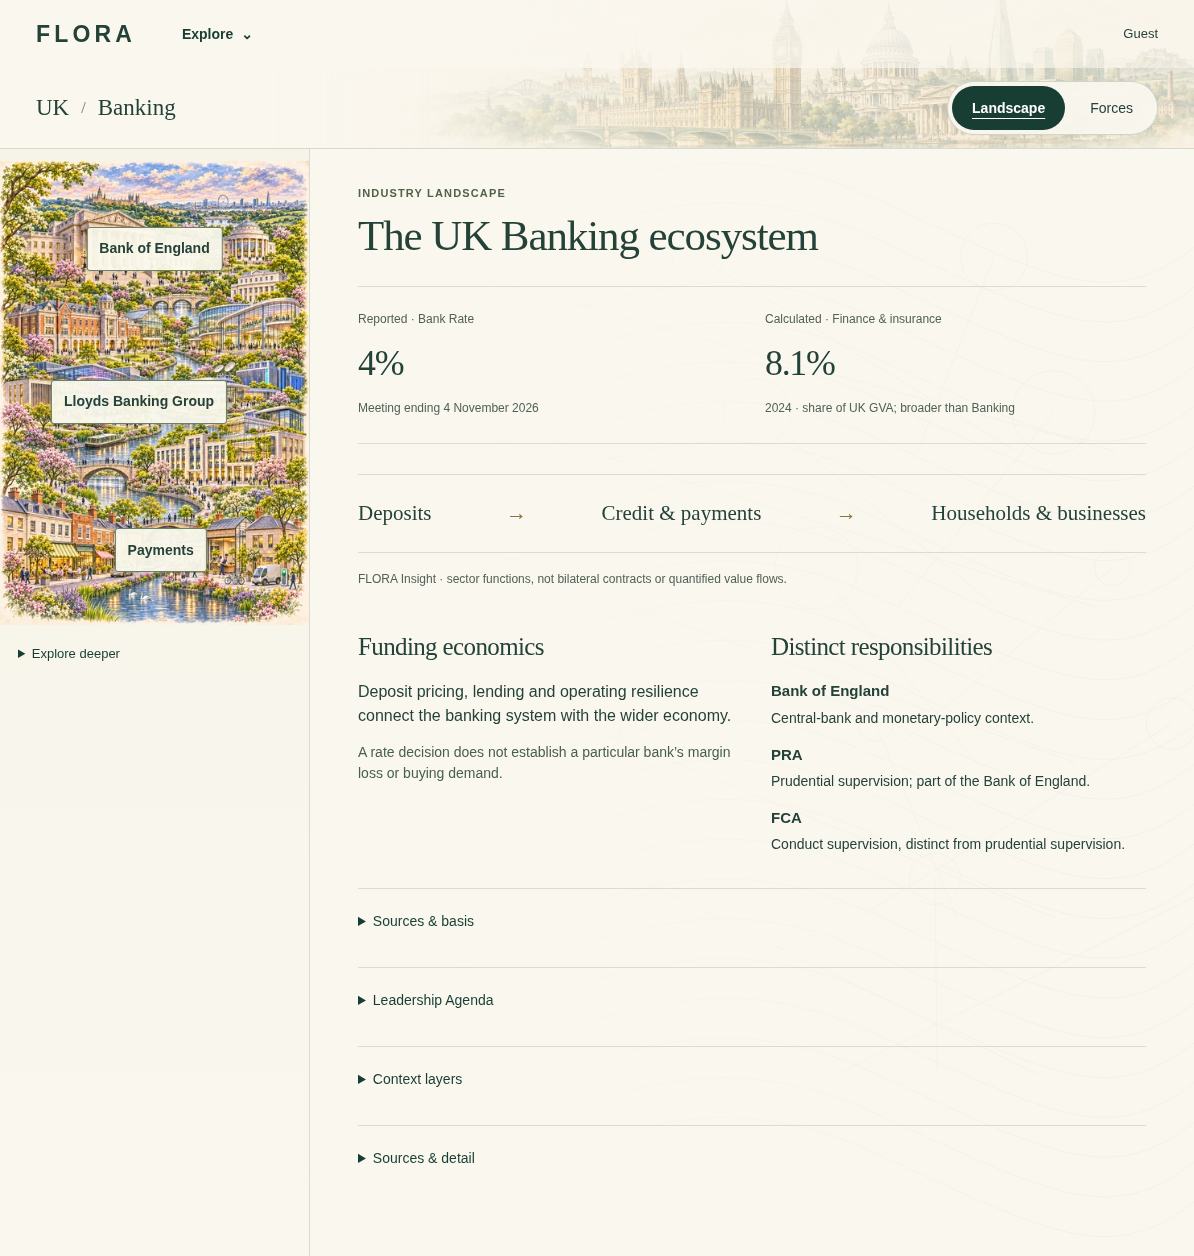 FLORA
Explore
Guest
UK / Banking
Landscape
Forces
Bank of England
Lloyds Banking Group
Payments
Explore deeper
INDUSTRY LANDSCAPE
The UK Banking ecosystem
Reported · Bank Rate
4%
Meeting ending 4 November 2026
Calculated · Finance & insurance
8.1%
2024 · share of UK GVA; broader than Banking
Deposits → Credit & payments → Households & businesses
FLORA Insight · sector functions, not bilateral contracts or quantified value flows.
Funding economics
Deposit pricing, lending and operating resilience
connect the banking system with the wider economy.
A rate decision does not establish a particular bank's margin
loss or buying demand.
Distinct responsibilities
Bank of England
Central-bank and monetary-policy context.
PRA
Prudential supervision; part of the Bank of England.
FCA
Conduct supervision, distinct from prudential supervision.
Sources & basis
Leadership Agenda
Context layers
Sources & detail